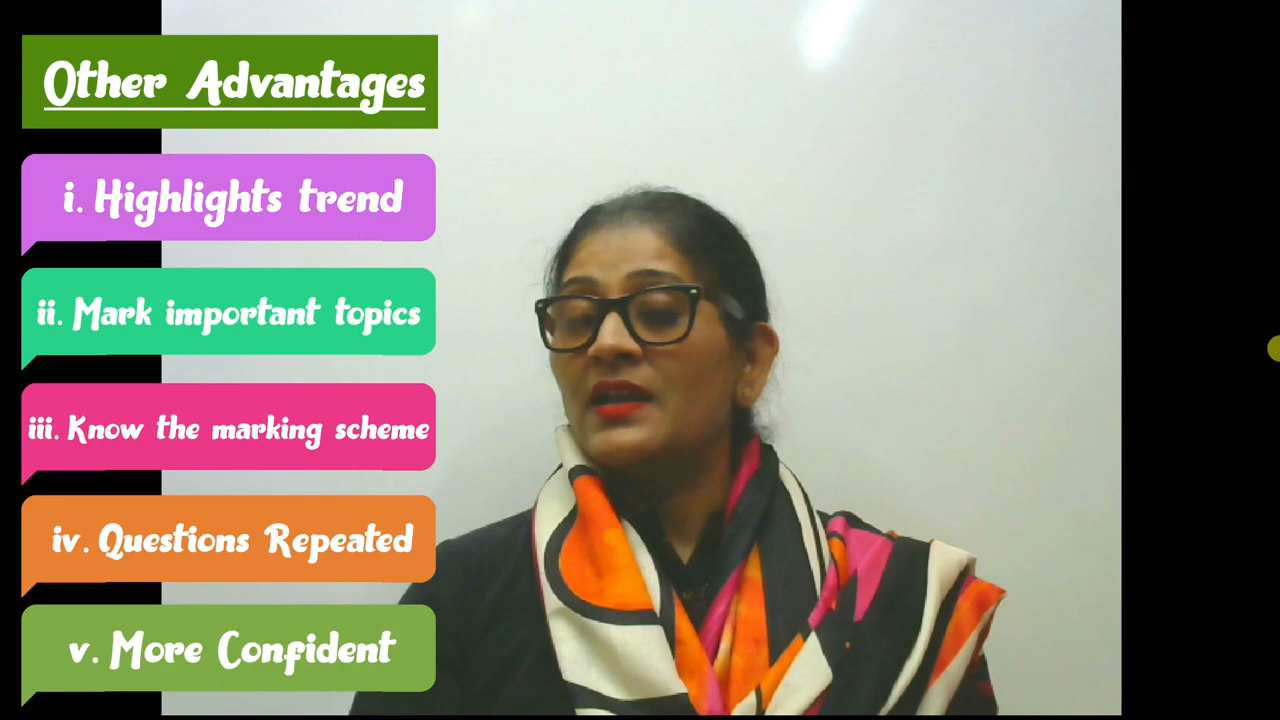 Other Advantages
i. Highlights trend
ii. Mark important topics
iii. Know the marking scheme
iv. Questions Repeated
v. More Confident